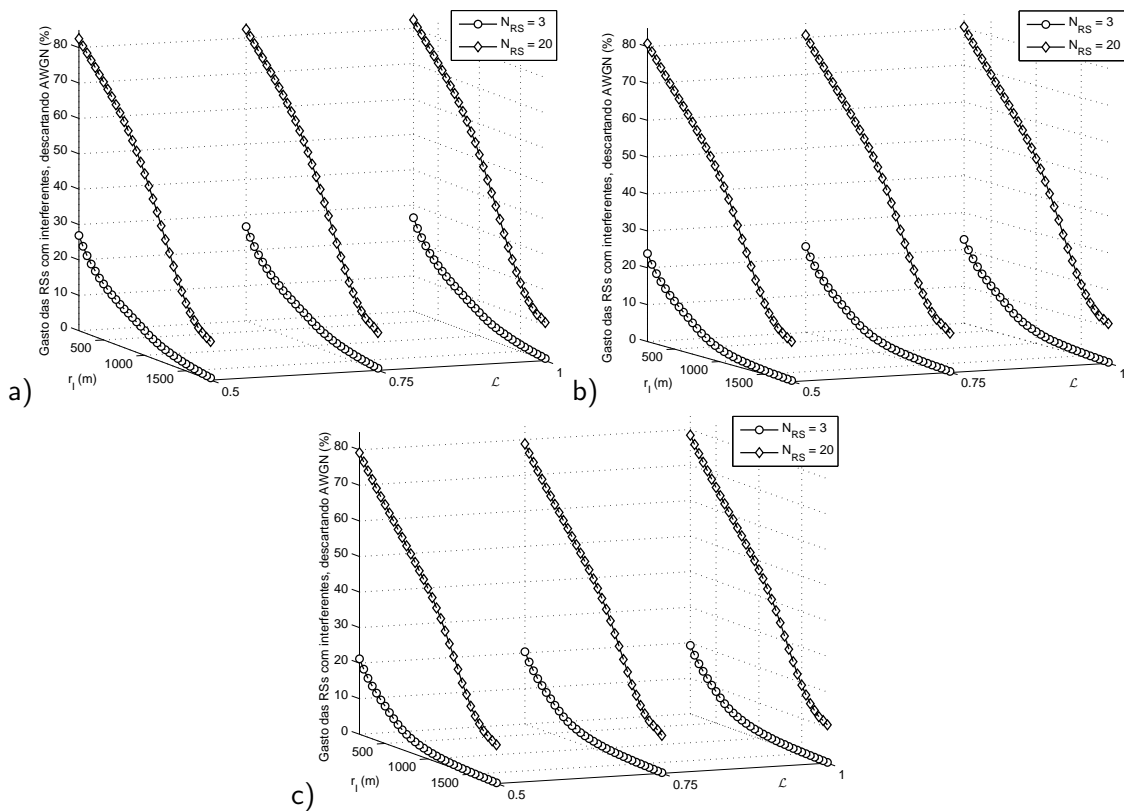 N_RS = 3
N_RS = 20
Gasto das RSs com interferentes, descartando AWGN (%)
80
70
60
50
40
30
20
10
0
500
1000
1500
r_I (m)
0.5
0.75
ℒ
1
a)
N_RS = 3
N_RS = 20
Gasto das RSs com interferentes, descartando AWGN (%)
80
70
60
50
40
30
20
10
0
500
1000
1500
r_I (m)
0.5
0.75
ℒ
1
b)
N_RS = 3
N_RS = 20
Gasto das RSs com interferentes, descartando AWGN (%)
80
70
60
50
40
30
20
10
0
500
1000
1500
r_I (m)
0.5
0.75
ℒ
1
c)